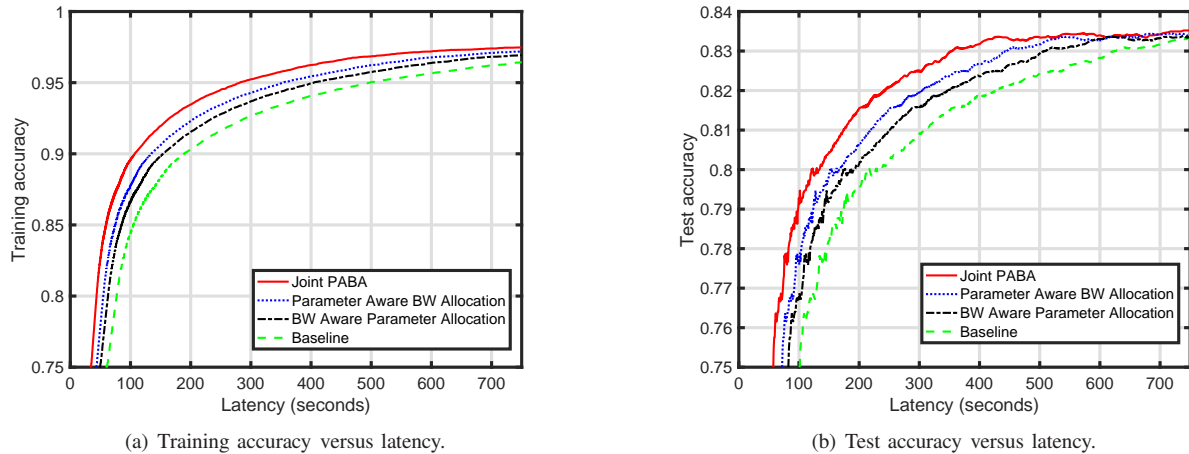 1
0.95
0.9
0.85
0.8
0.75
Training accuracy
0 100 200 300 400 500 600 700
Latency (seconds)
Joint PABA
Parameter Aware BW Allocation
BW Aware Parameter Allocation
Baseline
(a) Training accuracy versus latency.
0.84
0.83
0.82
0.81
0.8
0.79
0.78
0.77
0.76
0.75
Test accuracy
0 100 200 300 400 500 600 700
Latency (seconds)
Joint PABA
Parameter Aware BW Allocation
BW Aware Parameter Allocation
Baseline
(b) Test accuracy versus latency.